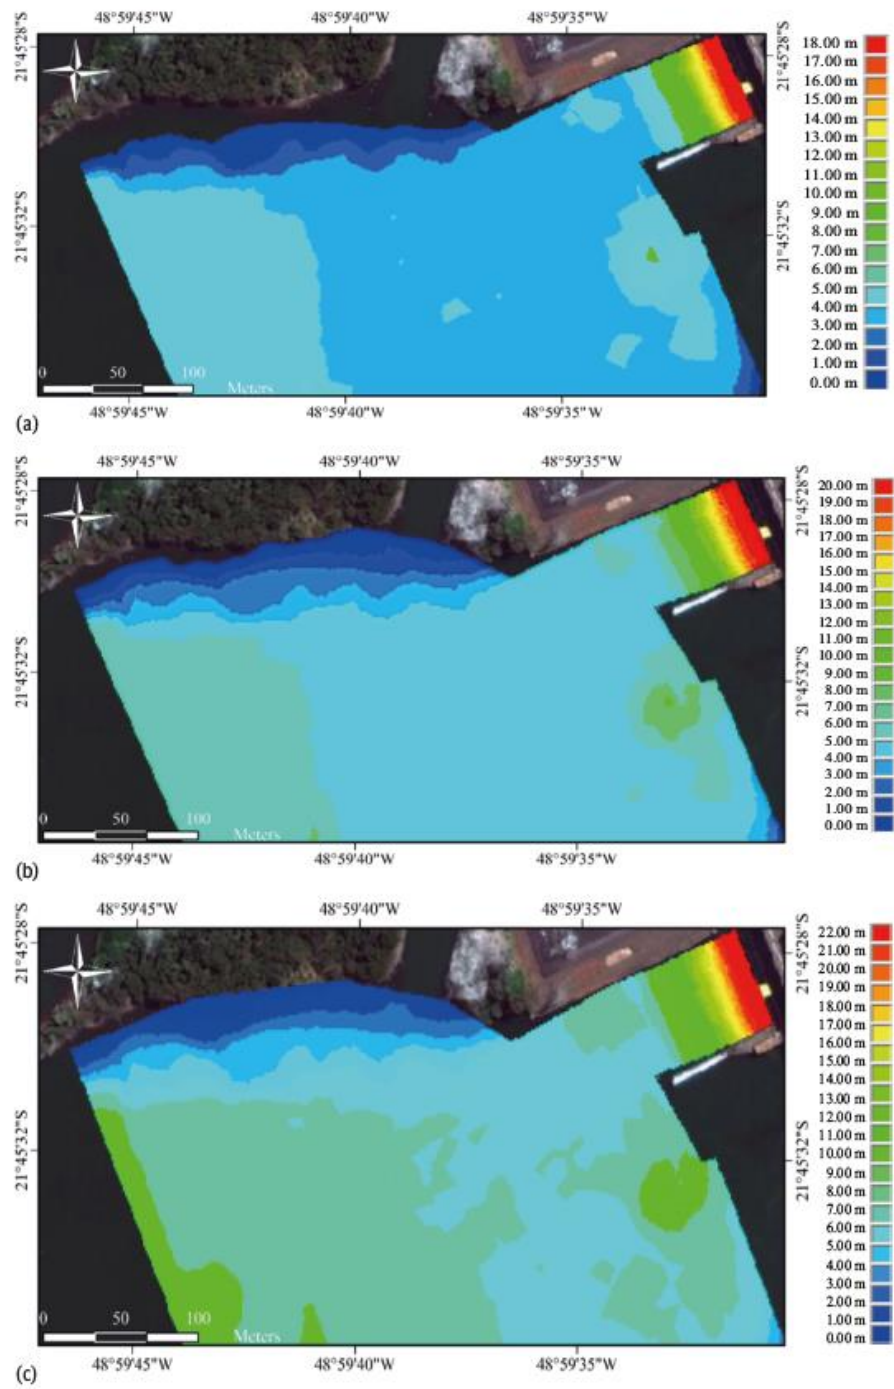 48°59'45"W 48°59'40"W 48°59'35"W
21°45'28"S
21°45'32"S
21°45'28"S
21°45'32"S
18.00 m
17.00 m
16.00 m
15.00 m
14.00 m
13.00 m
12.00 m
11.00 m
10.00 m
9.00 m
8.00 m
7.00 m
6.00 m
5.00 m
4.00 m
3.00 m
2.00 m
1.00 m
0.00 m
0 50 100
Meters
48°59'45"W 48°59'40"W 48°59'35"W
(a)
48°59'45"W 48°59'40"W 48°59'35"W
21°45'28"S
21°45'32"S
21°45'28"S
21°45'32"S
20.00 m
19.00 m
18.00 m
17.00 m
16.00 m
15.00 m
14.00 m
13.00 m
12.00 m
11.00 m
10.00 m
9.00 m
8.00 m
7.00 m
6.00 m
5.00 m
4.00 m
3.00 m
2.00 m
1.00 m
0.00 m
0 50 100
Meters
48°59'45"W 48°59'40"W 48°59'35"W
(b)
48°59'45"W 48°59'40"W 48°59'35"W
21°45'28"S
21°45'32"S
21°45'28"S
21°45'32"S
22.00 m
21.00 m
20.00 m
19.00 m
18.00 m
17.00 m
16.00 m
15.00 m
14.00 m
13.00 m
12.00 m
11.00 m
10.00 m
9.00 m
8.00 m
7.00 m
6.00 m
5.00 m
4.00 m
3.00 m
2.00 m
1.00 m
0.00 m
0 50 100
Meters
48°59'45"W 48°59'40"W 48°59'35"W
(c)